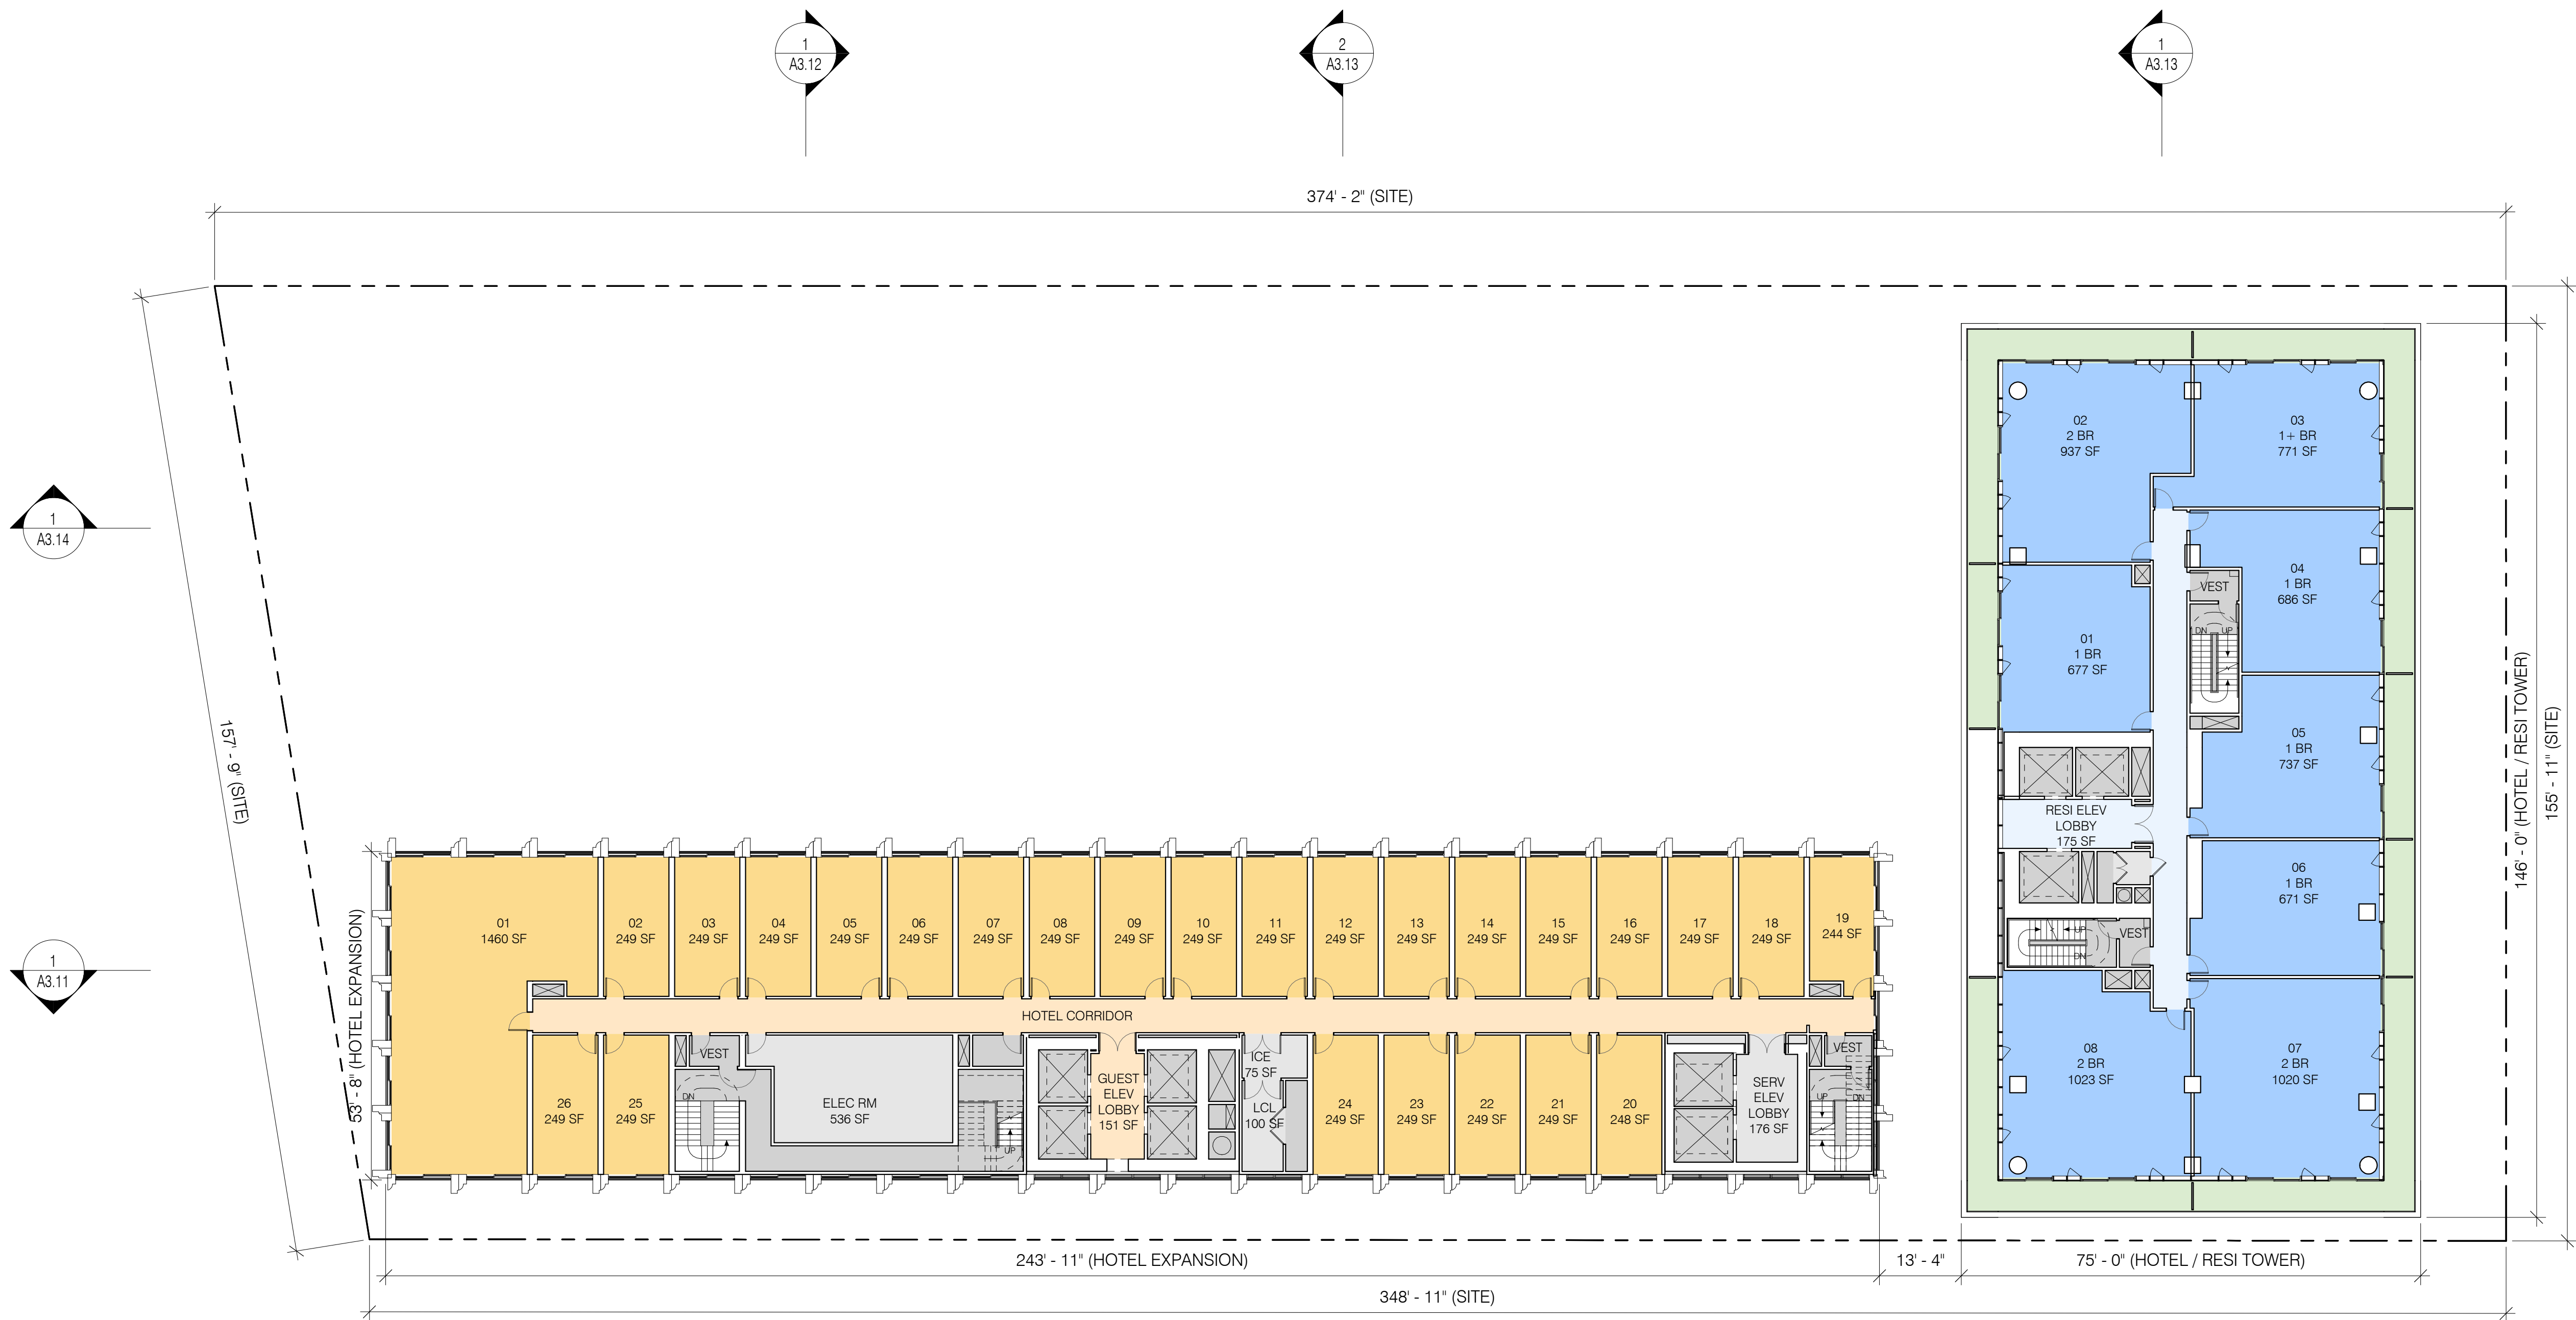 1
A3.12
2
A3.13
1
A3.13
374' - 2" (SITE)
1
A3.14
1
A3.11
157' - 9" (SITE)
53' - 8" (HOTEL EXPANSION)
01
1460 SF
02
249 SF
03
249 SF
04
249 SF
05
249 SF
06
249 SF
07
249 SF
08
249 SF
09
249 SF
10
249 SF
11
249 SF
12
249 SF
13
249 SF
14
249 SF
15
249 SF
16
249 SF
17
249 SF
18
249 SF
19
244 SF
HOTEL CORRIDOR
26
249 SF
25
249 SF
VEST
DN
ELEC RM
536 SF
UP
GUEST
ELEV
LOBBY
151 SF
ICE
75 SF
LCL
100 SF
24
249 SF
23
249 SF
22
249 SF
21
249 SF
20
248 SF
SERV
ELEV
LOBBY
176 SF
VEST
UP
DN
02
2 BR
937 SF
03
1+ BR
771 SF
04
1 BR
686 SF
VEST
DN
UP
01
1 BR
677 SF
05
1 BR
737 SF
RESI ELEV
LOBBY
175 SF
06
1 BR
671 SF
UP
VEST
DN
08
2 BR
1023 SF
07
2 BR
1020 SF
146' - 0" (HOTEL / RESI TOWER)
155' - 11" (SITE)
243' - 11" (HOTEL EXPANSION)
13' - 4"
75' - 0" (HOTEL / RESI TOWER)
348' - 11" (SITE)